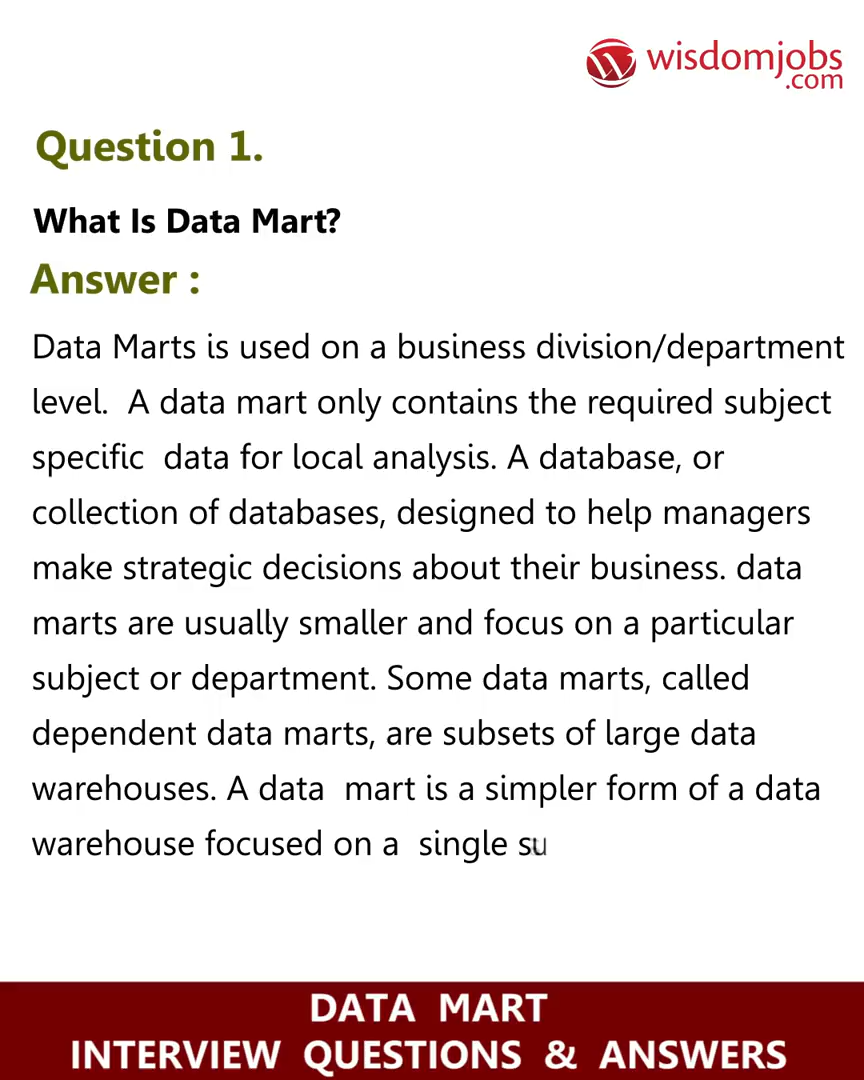 wisdomjobs
.com
Question 1.
What Is Data Mart?
Answer :
Data Marts is used on a business division/department
level.  A data mart only contains the required subject
specific  data for local analysis. A database, or
collection of databases, designed to help managers
make strategic decisions about their business. data
marts are usually smaller and focus on a particular
subject or department. Some data marts, called
dependent data marts, are subsets of large data
warehouses. A data  mart is a simpler form of a data
warehouse focused on a  single su
DATA MART
INTERVIEW QUESTIONS & ANSWERS